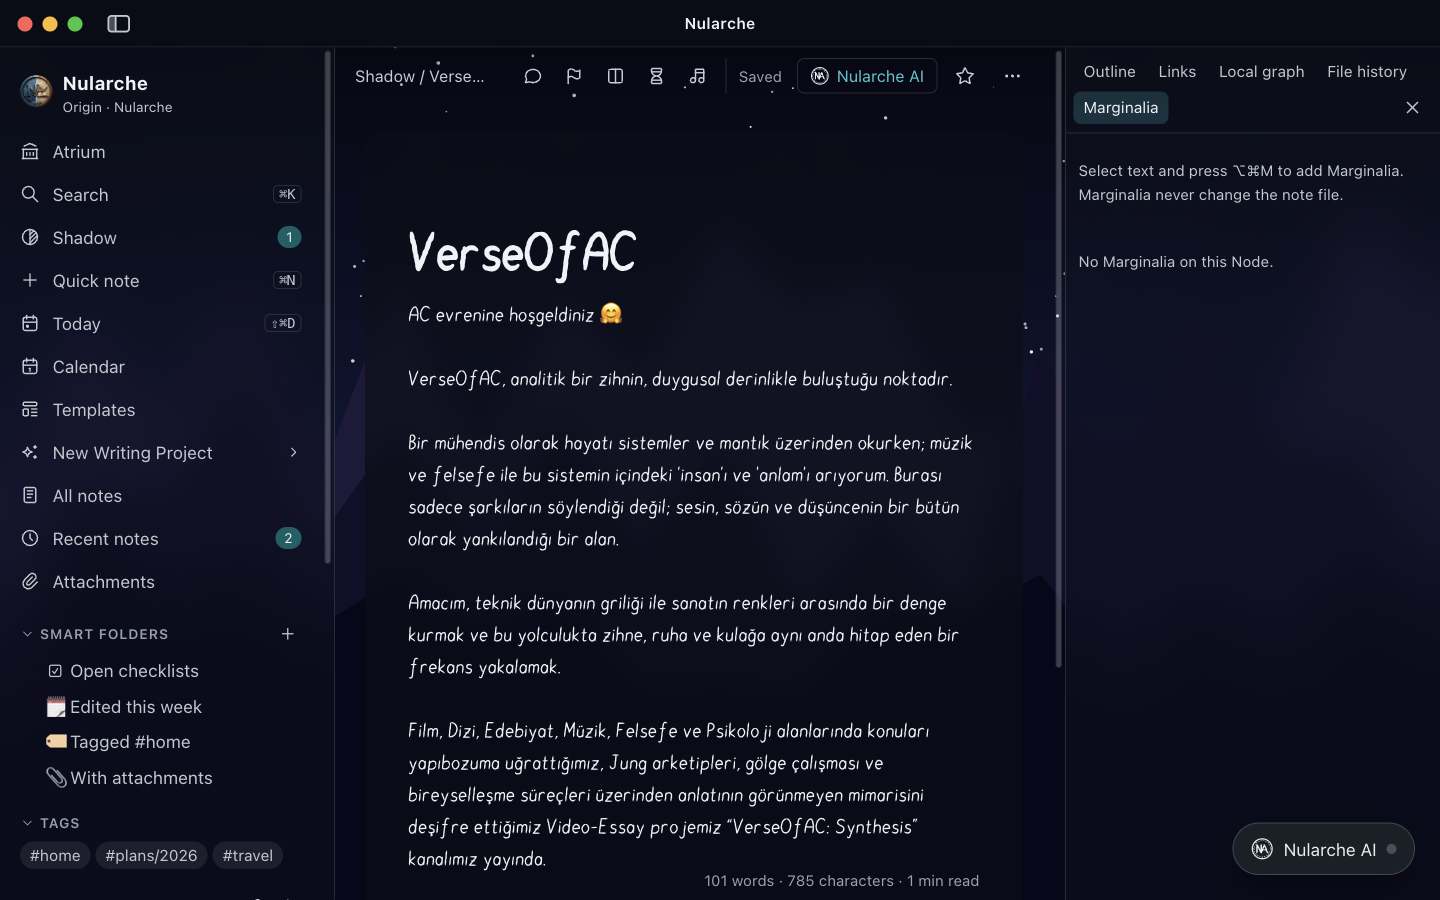 Nularche
Nularche
Origin · Nularche
Atrium
Search ⌘K
Shadow 1
Quick note ⌘N
Today ⇧⌘D
Calendar
Templates
New Writing Project
All notes
Recent notes 2
Attachments
SMART FOLDERS
Open checklists
Edited this week
Tagged #home
With attachments
TAGS
#home #plans/2026 #travel
Shadow / Verse... Saved Nularche AI
VerseOfAC
AC evrenine hoşgeldiniz 🤗
VerseOfAC, analitik bir zihnin, duygusal derinlikle buluştuğu noktadır.
Bir mühendis olarak hayatı sistemler ve mantık üzerinden okurken; müzik
ve felsefe ile bu sistemin içindeki 'insan'ı ve 'anlam'ı arıyorum. Burası
sadece şarkıların söylendiği değil; sesin, sözün ve düşüncenin bir bütün
olarak yankılandığı bir alan.
Amacım, teknik dünyanın griliği ile sanatın renkleri arasında bir denge
kurmak ve bu yolculukta zihne, ruha ve kulağa aynı anda hitap eden bir
frekans yakalamak.
Film, Dizi, Edebiyat, Müzik, Felsefe ve Psikoloji alanlarında konuları
yapıbozuma uğrattığımız, Jung arketipleri, gölge çalışması ve
bireyselleşme süreçleri üzerinden anlatının görünmeyen mimarisini
deşifre ettiğimiz Video-Essay projemiz “VerseOfAC: Synthesis”
kanalımız yayında.
101 words · 785 characters · 1 min read
Outline Links Local graph File history
Marginalia
Select text and press ⌥⌘M to add Marginalia.
Marginalia never change the note file.
No Marginalia on this Node.
Nularche AI